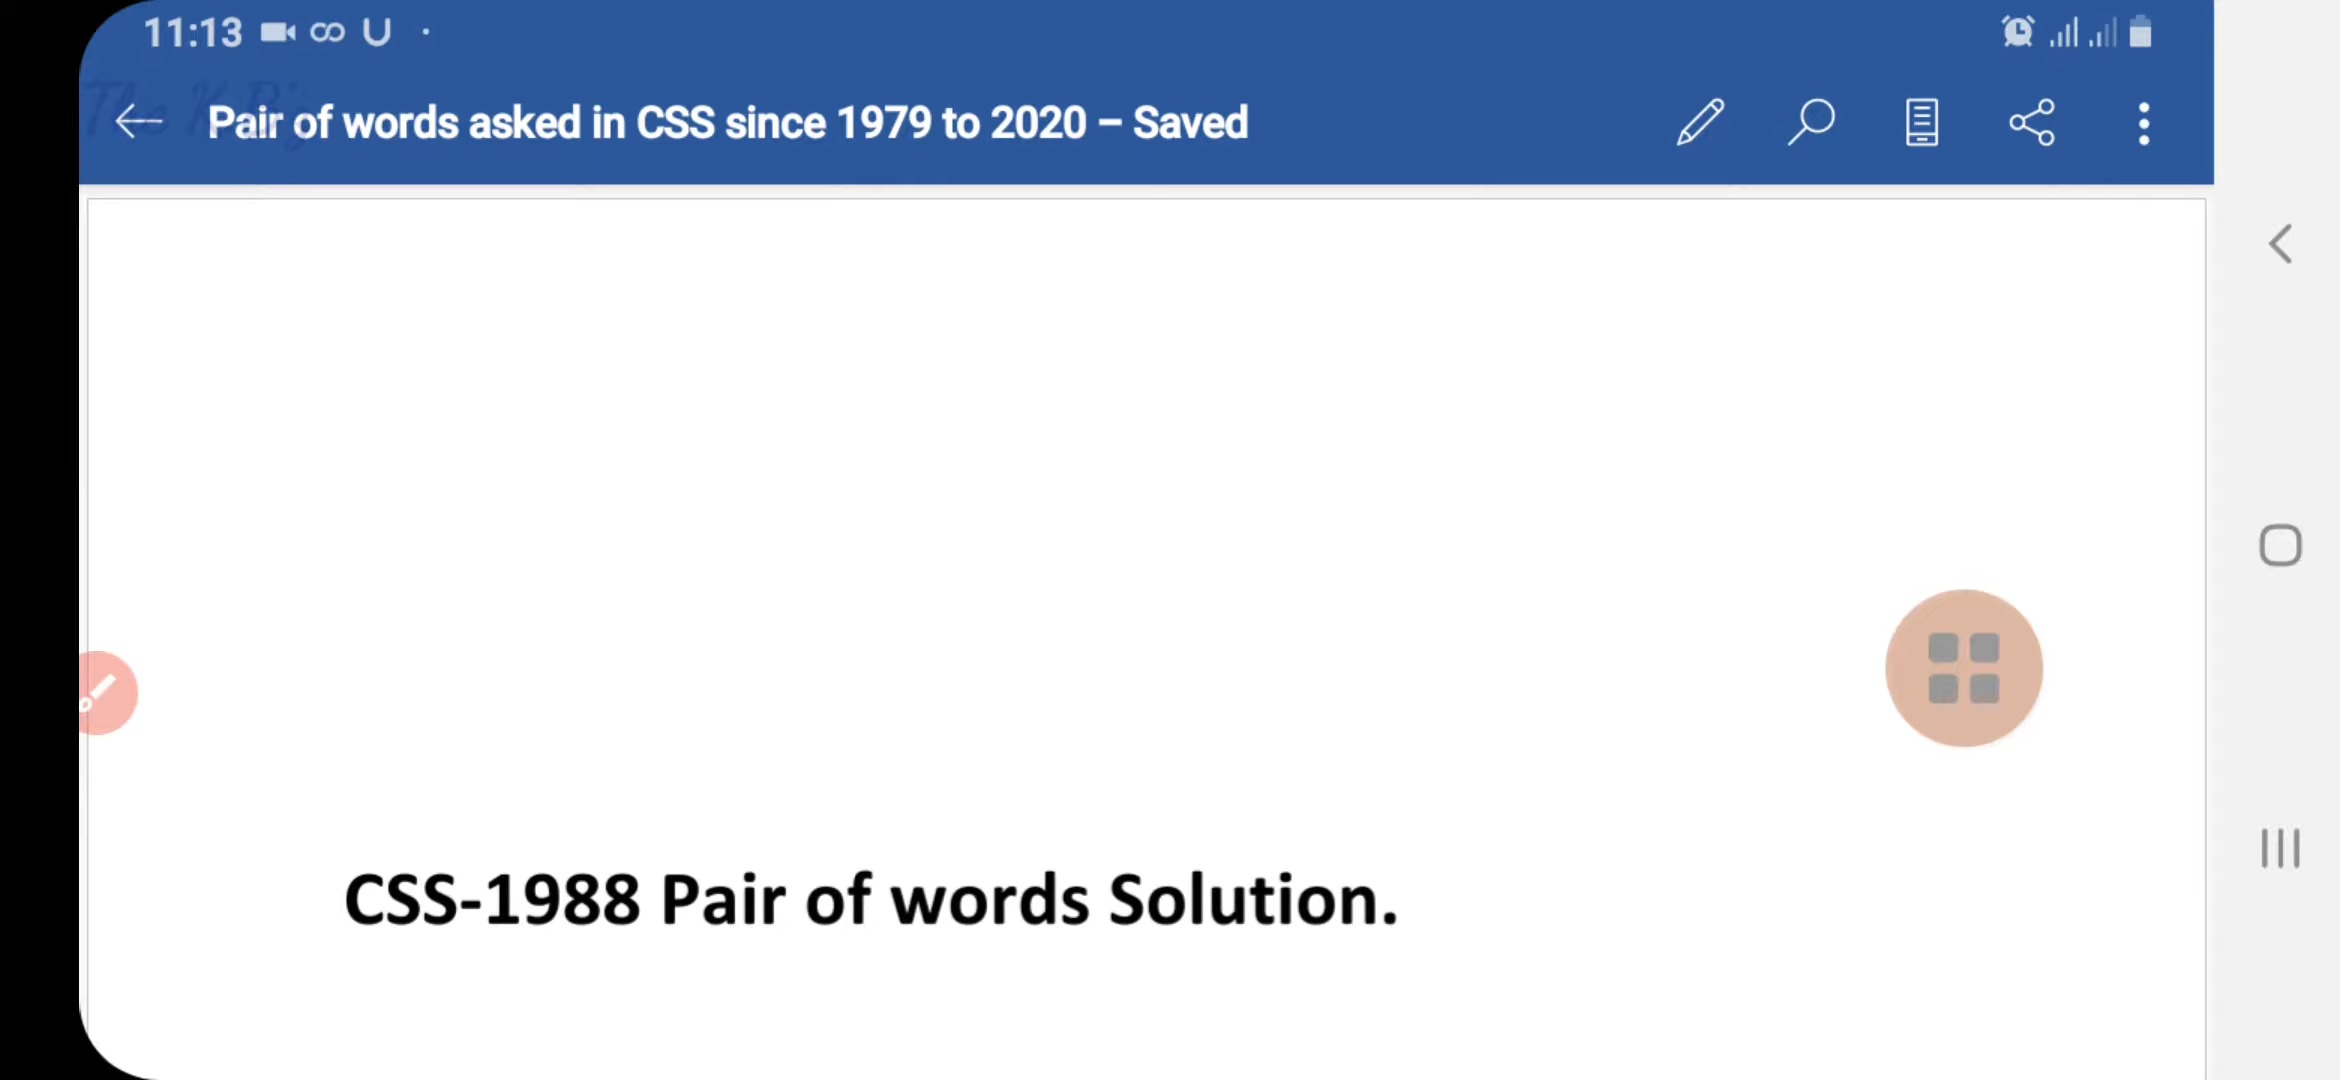 11:13
Pair of words asked in CSS since 1979 to 2020 – Saved
CSS-1988 Pair of words Solution.